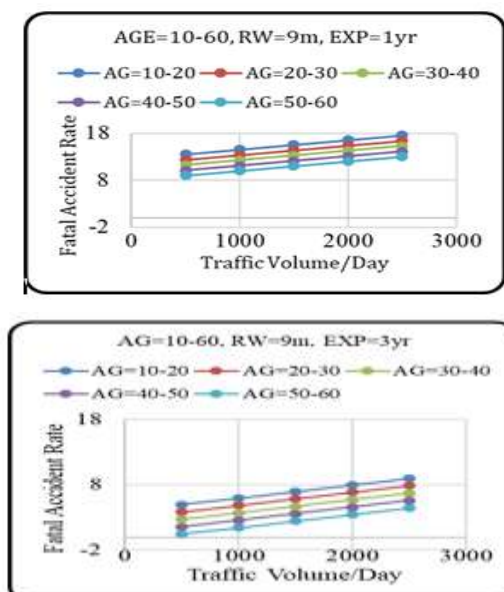 AGE=10-60, RW=9m, EXP=1yr
AG=10-20 AG=20-30 AG=30-40
AG=40-50 AG=50-60
Fatal Accident Rate
18
8
-2
0 1000 2000 3000
Traffic Volume/Day
AG=10-60, RW=9m, EXP=3yr
AG=10-20 AG=20-30 AG=30-40
AG=40-50 AG=50-60
Fatal Accident Rate
18
8
-2
0 1000 2000 3000
Traffic Volume/Day